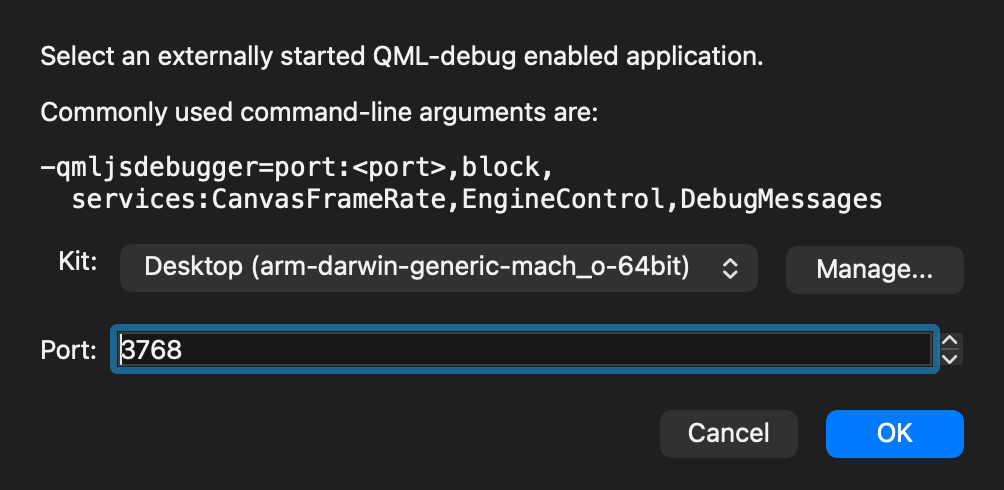 Select an externally started QML-debug enabled application.
Commonly used command-line arguments are:
-qmljsdebugger=port:<port>,block,
services:CanvasFrameRate,EngineControl,DebugMessages
Kit: Desktop (arm-darwin-generic-mach_o-64bit) Manage...
Port: 3768
Cancel OK